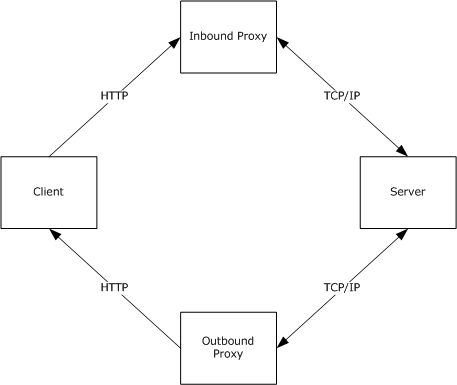 Inbound Proxy
HTTP
TCP/IP
Client
Server
HTTP
TCP/IP
Outbound
Proxy